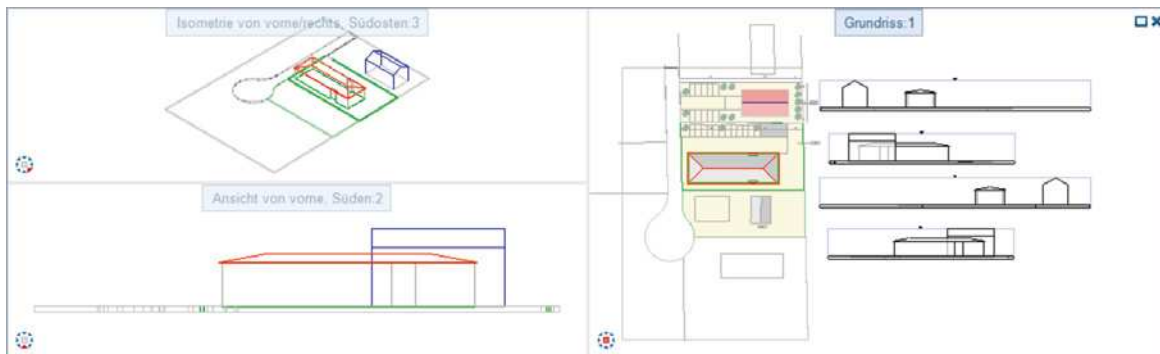 Isometrie von vorne/rechts, Südosten:3
Grundriss:1
Ansicht von vorne, Süden:2